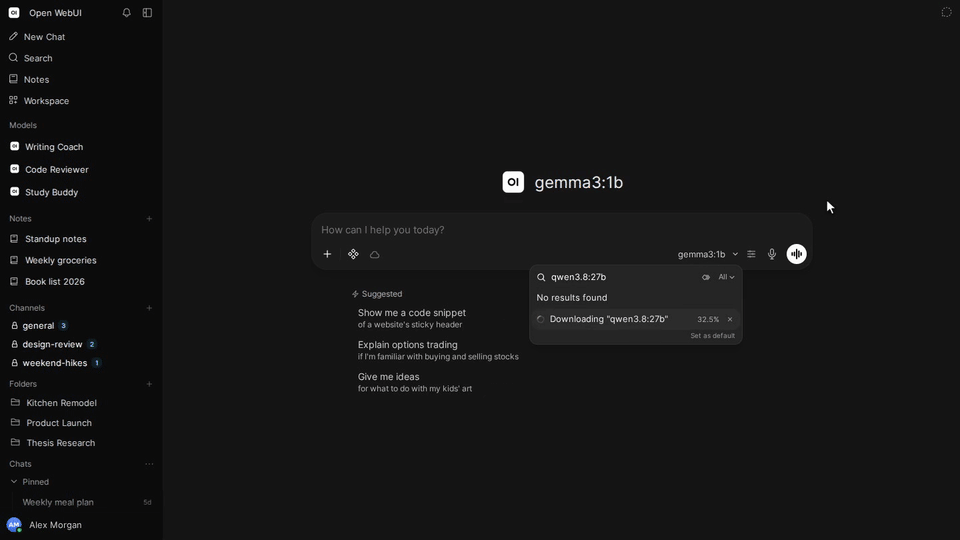 OI Open WebUI
New Chat
Search
Notes
Workspace
Models
OI Writing Coach
OI Code Reviewer
OI Study Buddy
Notes +
Standup notes
Weekly groceries
Book list 2026
Channels +
general 3
design-review 2
weekend-hikes 1
Folders +
Kitchen Remodel
Product Launch
Thesis Research
Chats ...
Pinned
Weekly meal plan 5d
AM Alex Morgan
OI gemma3:1b
How can I help you today?
gemma3:1b
qwen3.8:27b All
No results found
Downloading "qwen3.8:27b" 32.5% ×
Set as default
Suggested
Show me a code snippet
of a website's sticky header
Explain options trading
if I'm familiar with buying and selling stocks
Give me ideas
for what to do with my kids' art